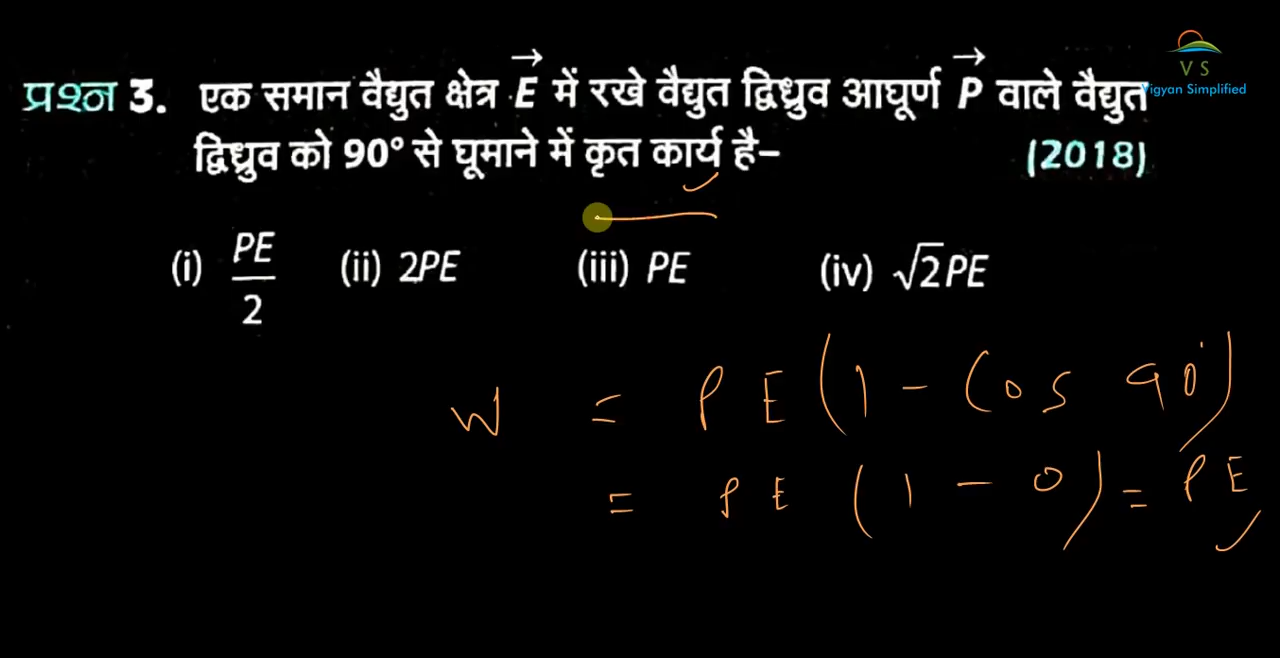 V S
Vigyan Simplified
प्रश्न 3. एक समान वैद्युत क्षेत्र E→ में रखे वैद्युत द्विध्रुव आघूर्ण P→ वाले वैद्युत
द्विध्रुव को 90° से घूमाने में कृत कार्य है– (2018)
(i) PE/2 (ii) 2PE (iii) PE (iv) √2PE
W = PE(1 - Cos 90°)
= PE (1 - 0) = PE